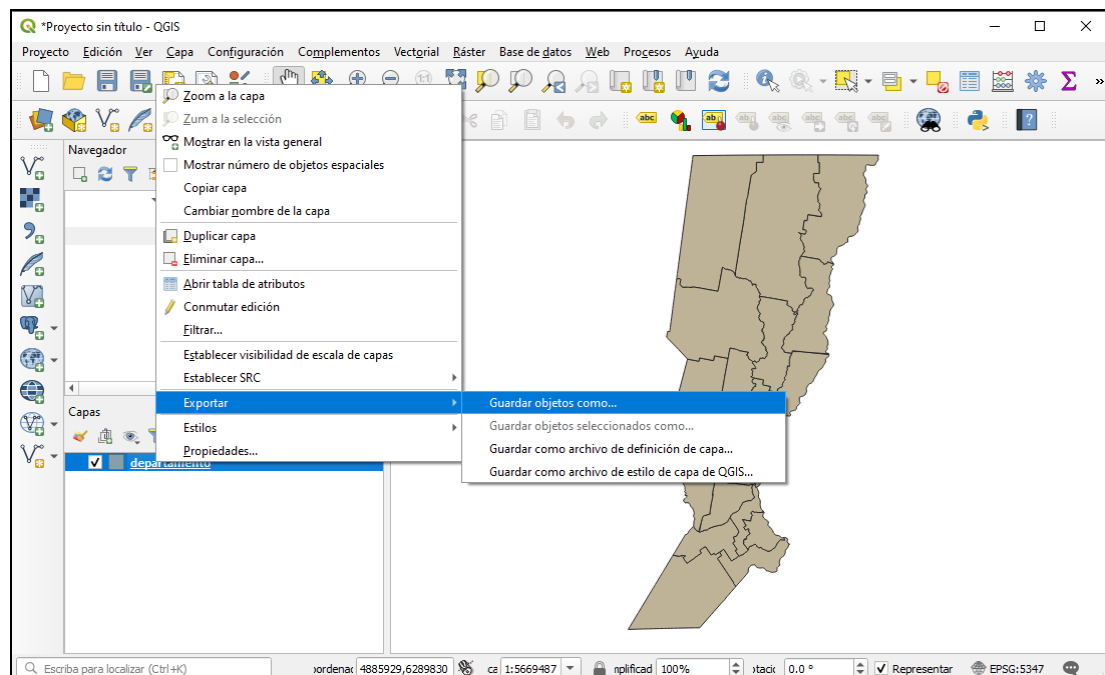 *Proyecto sin título - QGIS
Proyecto Edición Ver Capa Configuración Complementos Vectorial Ráster Base de datos Web Procesos Ayuda
Zoom a la capa
Zum a la selección
Mostrar en la vista general
Mostrar número de objetos espaciales
Copiar capa
Cambiar nombre de la capa
Duplicar capa
Eliminar capa...
Abrir tabla de atributos
Conmutar edición
Filtrar...
Establecer visibilidad de escala de capas
Establecer SRC
Exportar
Estilos
Propiedades...
Guardar objetos como...
Guardar objetos seleccionados como...
Guardar como archivo de definición de capa...
Guardar como archivo de estilo de capa de QGIS...
Navegador
Capas
departamento
Escriba para localizar (Ctrl+K) ordenac 4885929,6289830 ca 1:5669487 nplificad 100% otació 0.0 ° Representar EPSG:5347